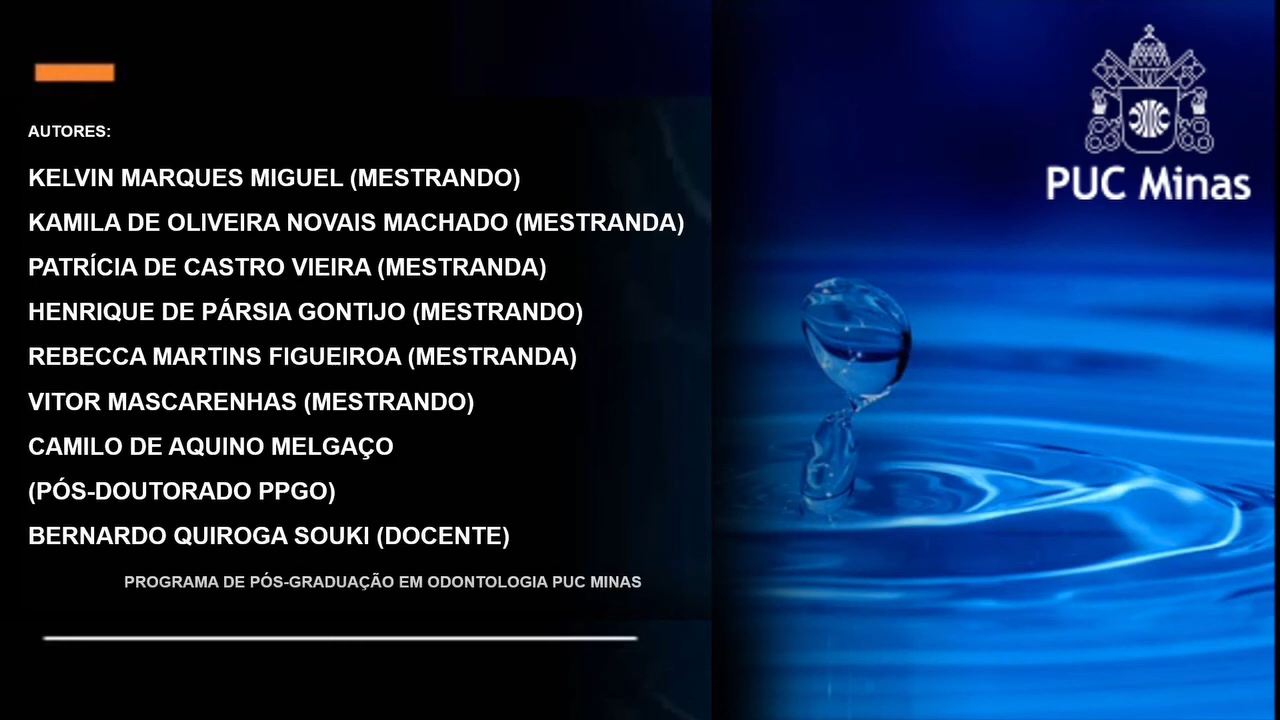 AUTORES:
KELVIN MARQUES MIGUEL (MESTRANDO)
KAMILA DE OLIVEIRA NOVAIS MACHADO (MESTRANDA)
PATRÍCIA DE CASTRO VIEIRA (MESTRANDA)
HENRIQUE DE PÁRSIA GONTIJO (MESTRANDO)
REBECCA MARTINS FIGUEIROA (MESTRANDA)
VITOR MASCARENHAS (MESTRANDO)
CAMILO DE AQUINO MELGAÇO
(PÓS-DOUTORADO PPGO)
BERNARDO QUIROGA SOUKI (DOCENTE)
PROGRAMA DE PÓS-GRADUAÇÃO EM ODONTOLOGIA PUC MINAS
PUC Minas